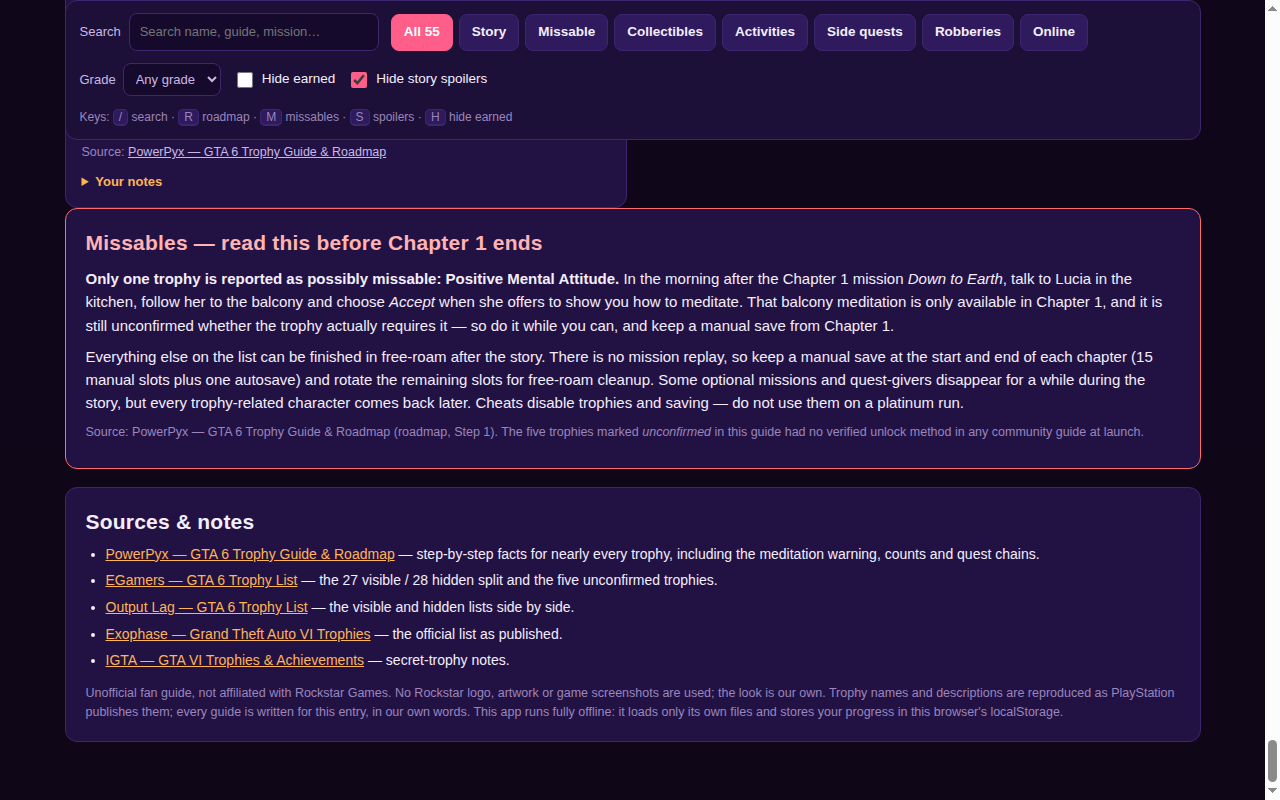 Search Search name, guide, mission… All 55 Story Missable Collectibles Activities Side quests Robberies Online
Grade Any grade Hide earned Hide story spoilers
Keys: / search · R roadmap · M missables · S spoilers · H hide earned
Source: PowerPyx — GTA 6 Trophy Guide & Roadmap
Your notes
Missables — read this before Chapter 1 ends
Only one trophy is reported as possibly missable: Positive Mental Attitude. In the morning after the Chapter 1 mission Down to Earth, talk to Lucia in the
kitchen, follow her to the balcony and choose Accept when she offers to show you how to meditate. That balcony meditation is only available in Chapter 1, and it is
still unconfirmed whether the trophy actually requires it — so do it while you can, and keep a manual save from Chapter 1.
Everything else on the list can be finished in free-roam after the story. There is no mission replay, so keep a manual save at the start and end of each chapter (15
manual slots plus one autosave) and rotate the remaining slots for free-roam cleanup. Some optional missions and quest-givers disappear for a while during the
story, but every trophy-related character comes back later. Cheats disable trophies and saving — do not use them on a platinum run.
Source: PowerPyx — GTA 6 Trophy Guide & Roadmap (roadmap, Step 1). The five trophies marked unconfirmed in this guide had no verified unlock method in any community guide at launch.
Sources & notes
• PowerPyx — GTA 6 Trophy Guide & Roadmap — step-by-step facts for nearly every trophy, including the meditation warning, counts and quest chains.
• EGamers — GTA 6 Trophy List — the 27 visible / 28 hidden split and the five unconfirmed trophies.
• Output Lag — GTA 6 Trophy List — the visible and hidden lists side by side.
• Exophase — Grand Theft Auto VI Trophies — the official list as published.
• IGTA — GTA VI Trophies & Achievements — secret-trophy notes.
Unofficial fan guide, not affiliated with Rockstar Games. No Rockstar logo, artwork or game screenshots are used; the look is our own. Trophy names and descriptions are reproduced as PlayStation
publishes them; every guide is written for this entry, in our own words. This app runs fully offline: it loads only its own files and stores your progress in this browser's localStorage.